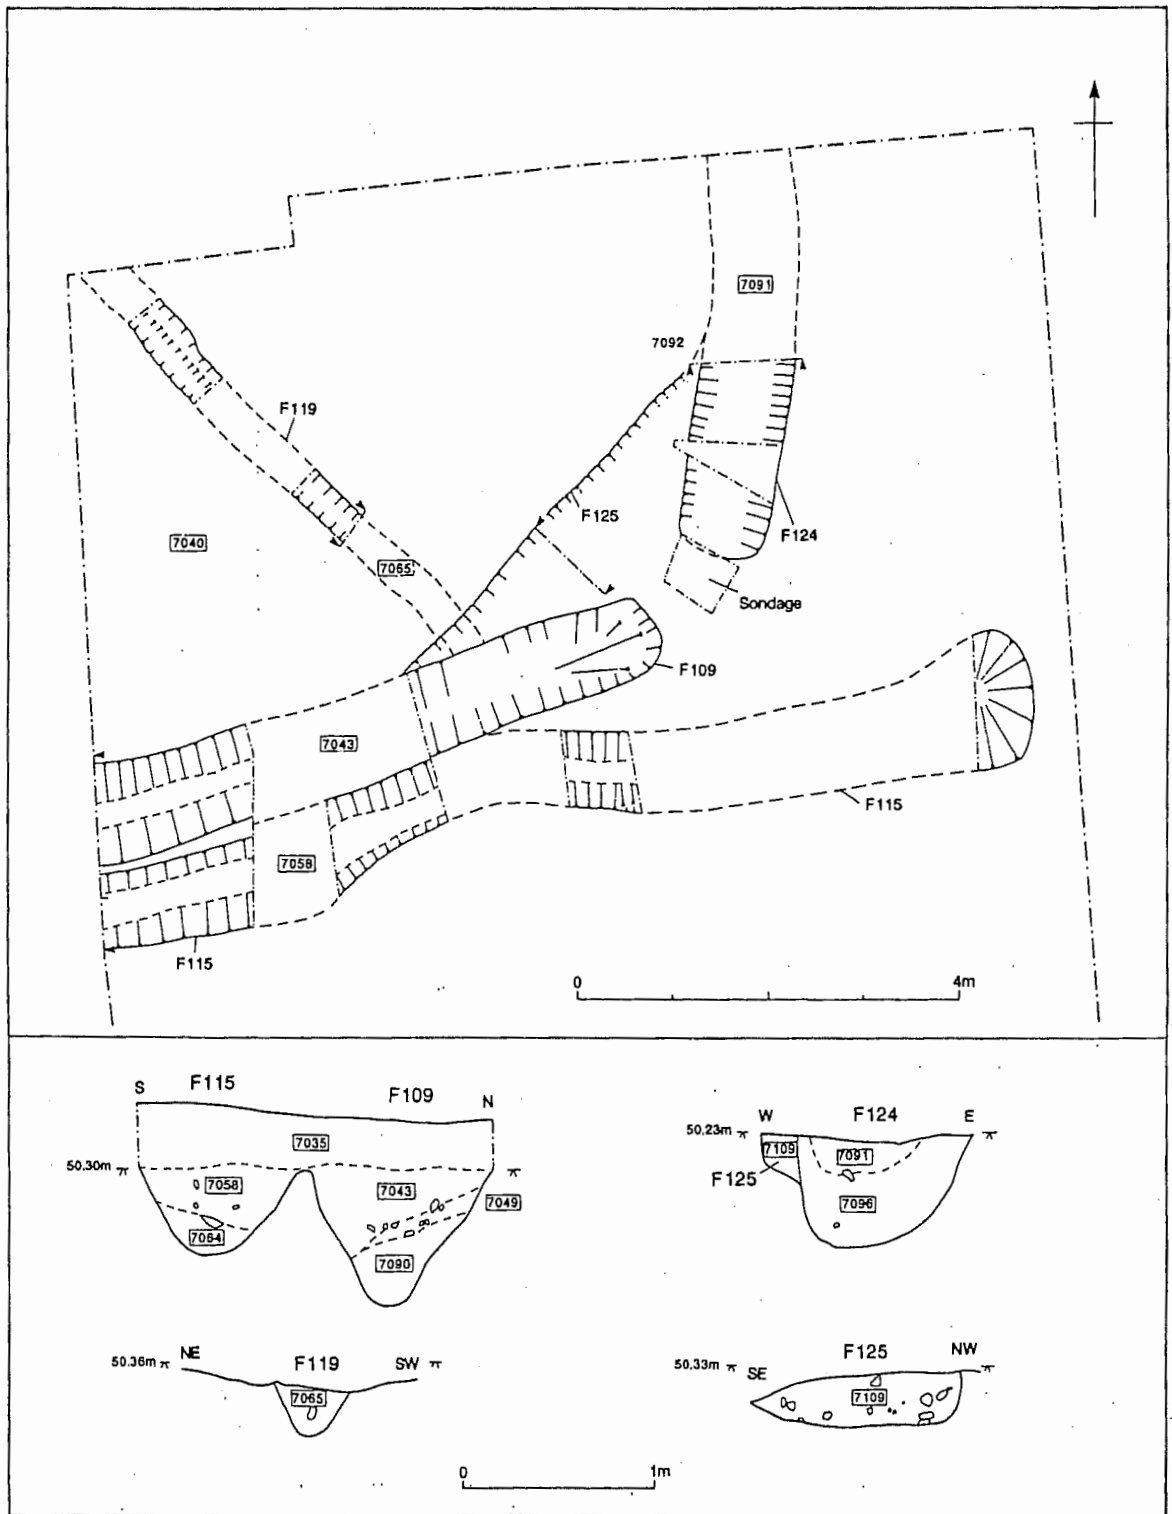 7091
7092
F119
F125
7040
F124
7065
Sondage
F109
7043
F115
7058
F115
0 4m
S F115 F109 N
7035
50.30m
7058 7043 7049
7084
7090
W F124 E
50.23m
7109 7091
F125
7096
50.36m NE F119 SW
7065
50.33m SE F125 NW
7109
0 1m